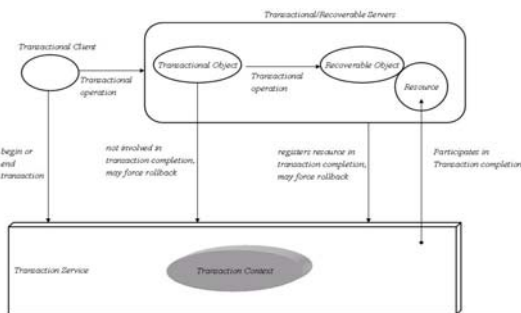 Transactional/Recoverable Servers
Transactional Client
Transactional Object
Recoverable Object
Transactional
operation
Transactional
operation
Resource
begin or
end
transaction
not involved in
transaction completion,
may force rollback
registers resource in
transaction completion,
may force rollback
Participates in
Transaction completion
Transaction Service
Transaction Context